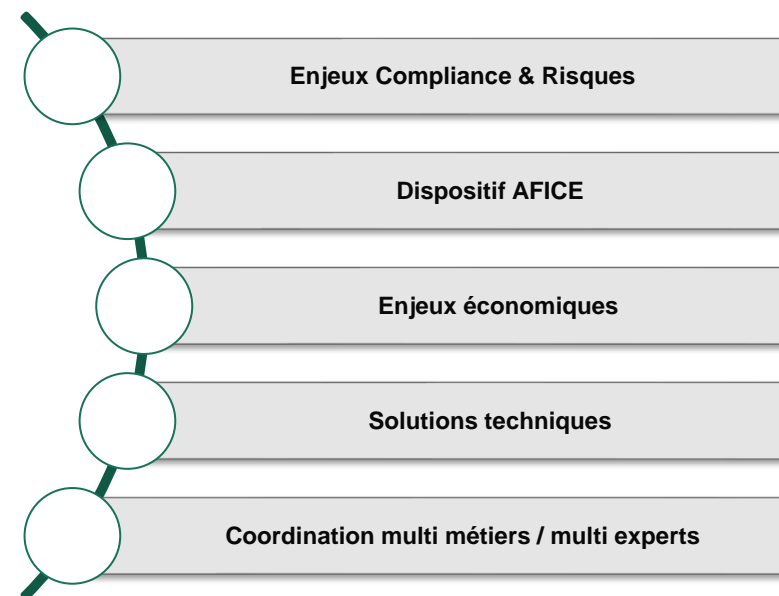 Enjeux Compliance & Risques
Dispositif AFICE
Enjeux économiques
Solutions techniques
Coordination multi métiers / multi experts